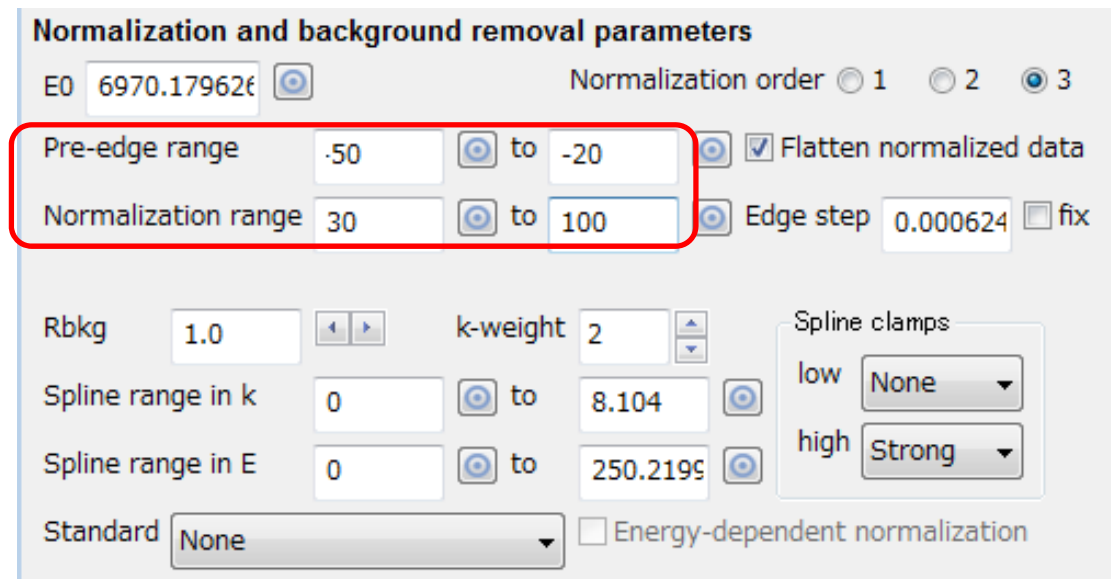 Normalization and background removal parameters
E0 6970.179626 Normalization order 1 2 3
Pre-edge range -50 to -20 Flatten normalized data
Normalization range 30 to 100 Edge step 0.000624 fix
Rbkg 1.0 k-weight 2 Spline clamps
low None
Spline range in k 0 to 8.104
high Strong
Spline range in E 0 to 250.2199
Standard None Energy-dependent normalization